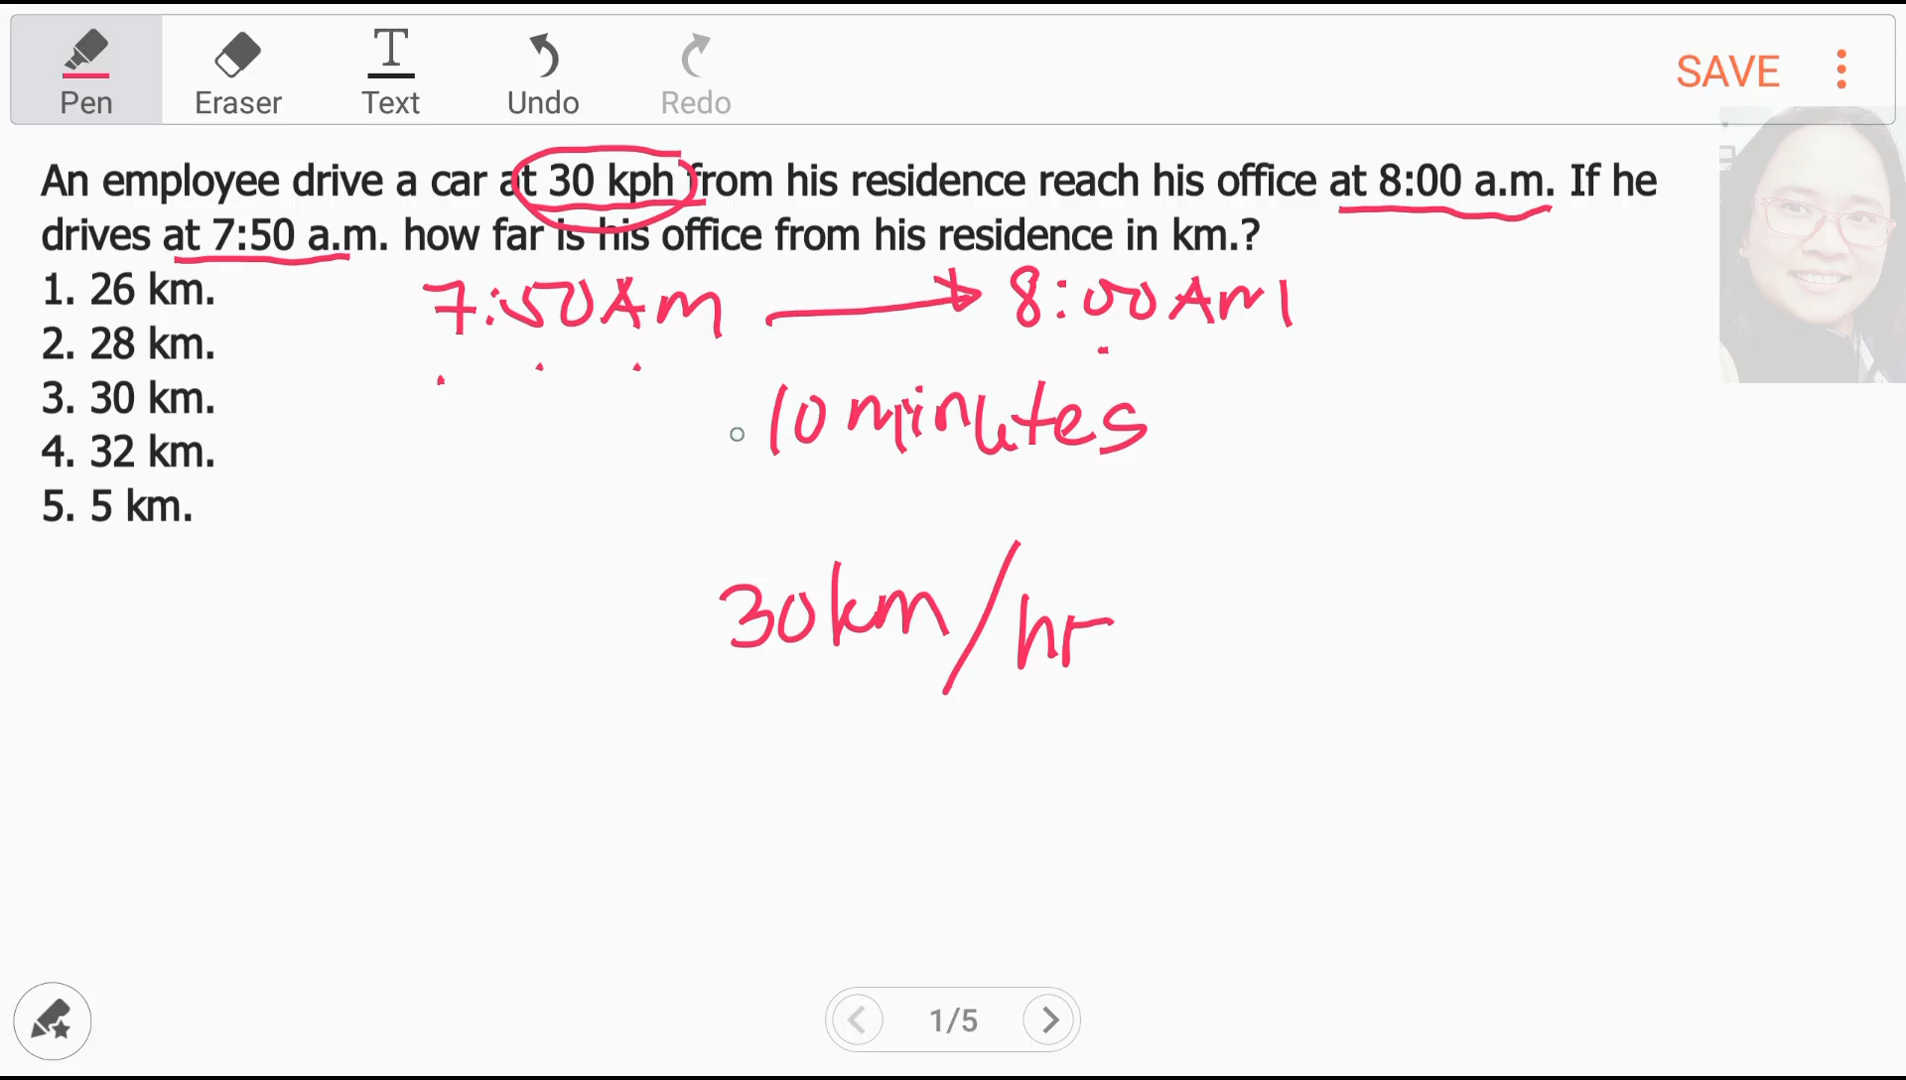 Pen Eraser Text Undo Redo SAVE
An employee drive a car at 30 kph from his residence reach his office at 8:00 a.m. If he
drives at 7:50 a.m. how far is his office from his residence in km.?
1. 26 km.
2. 28 km.
3. 30 km.
4. 32 km.
5. 5 km.
7:50 Am → 8:00 Am
10 minutes
30km/hr
1/5